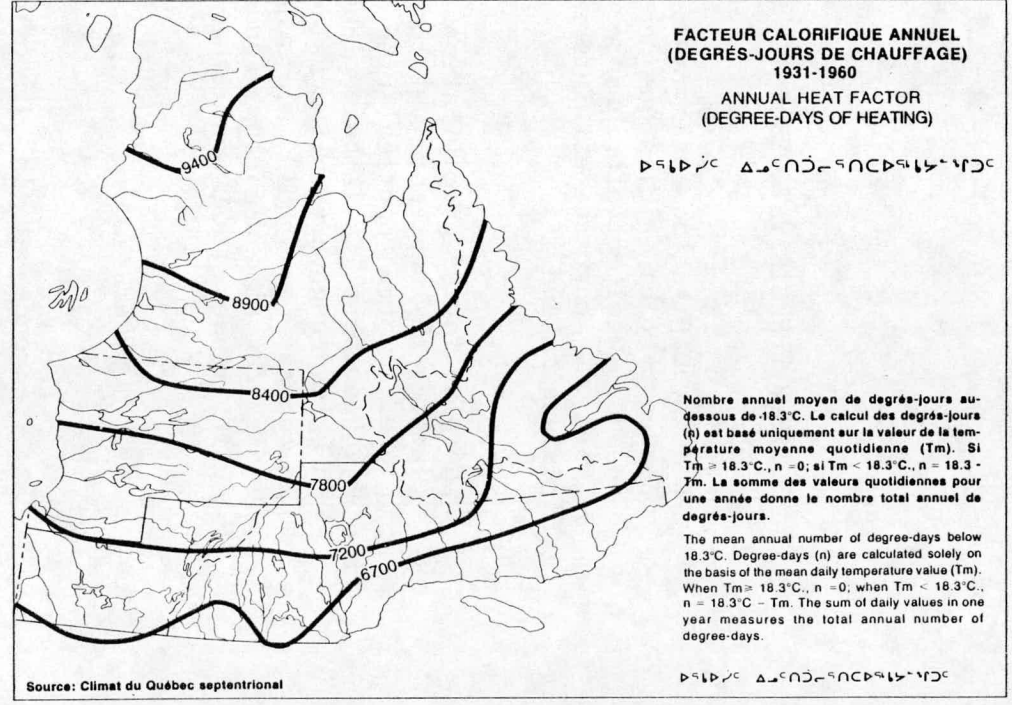 FACTEUR CALORIFIQUE ANNUEL
(DEGRÉS-JOURS DE CHAUFFAGE)
1931-1960
ANNUAL HEAT FACTOR
(DEGREE-DAYS OF HEATING)
9400
8900
8400
7800
7200
6700
Nombre annuel moyen de degrés-jours au-
dessous de 18.3°C. Le calcul des degrés-jours
(n) est basé uniquement sur la valeur de la tem-
pérature moyenne quotidienne (Tm). Si
Tm ≥ 18.3°C., n =0; si Tm < 18.3°C., n = 18.3 -
Tm. La somme des valeurs quotidiennes pour
une année donne le nombre total annuel de
degrés-jours.
The mean annual number of degree-days below
18.3°C. Degree-days (n) are calculated solely on
the basis of the mean daily temperature value (Tm).
When Tm≥ 18.3°C., n =0; when Tm < 18.3°C.,
n = 18.3°C – Tm. The sum of daily values in one
year measures the total annual number of
degree-days.
Source: Climat du Québec septentrional